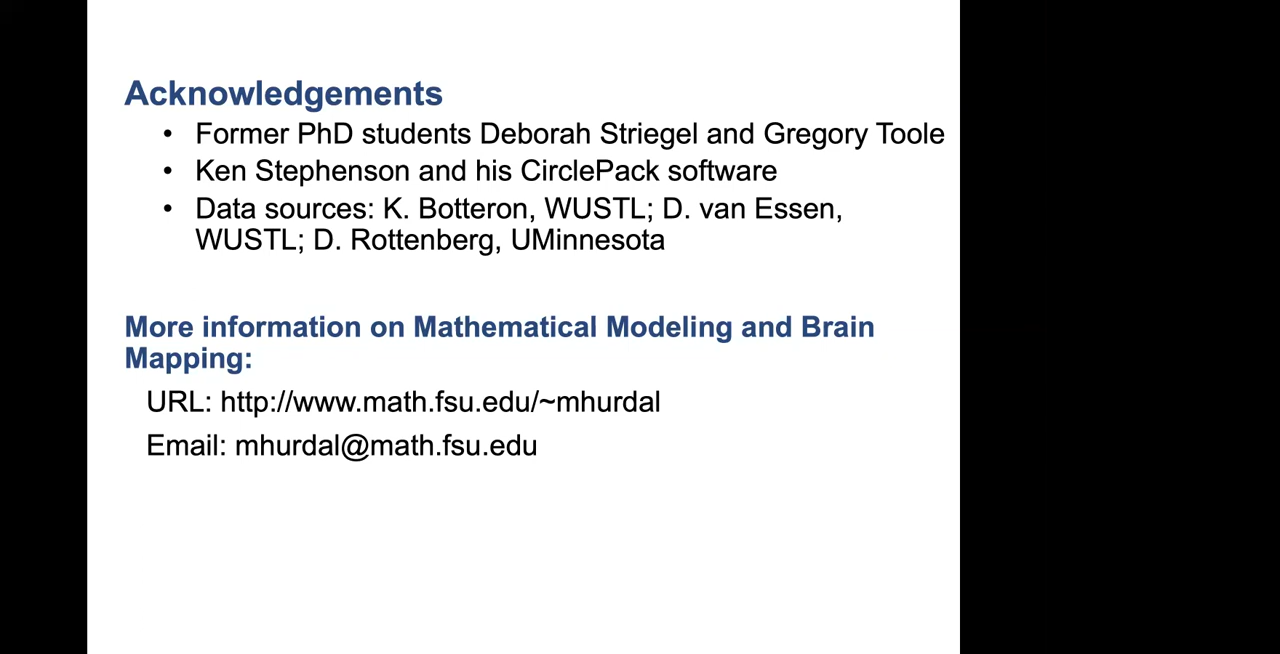 Acknowledgements
• Former PhD students Deborah Striegel and Gregory Toole
• Ken Stephenson and his CirclePack software
• Data sources: K. Botteron, WUSTL; D. van Essen,
WUSTL; D. Rottenberg, UMinnesota
More information on Mathematical Modeling and Brain
Mapping:
URL: http://www.math.fsu.edu/~mhurdal
Email: mhurdal@math.fsu.edu